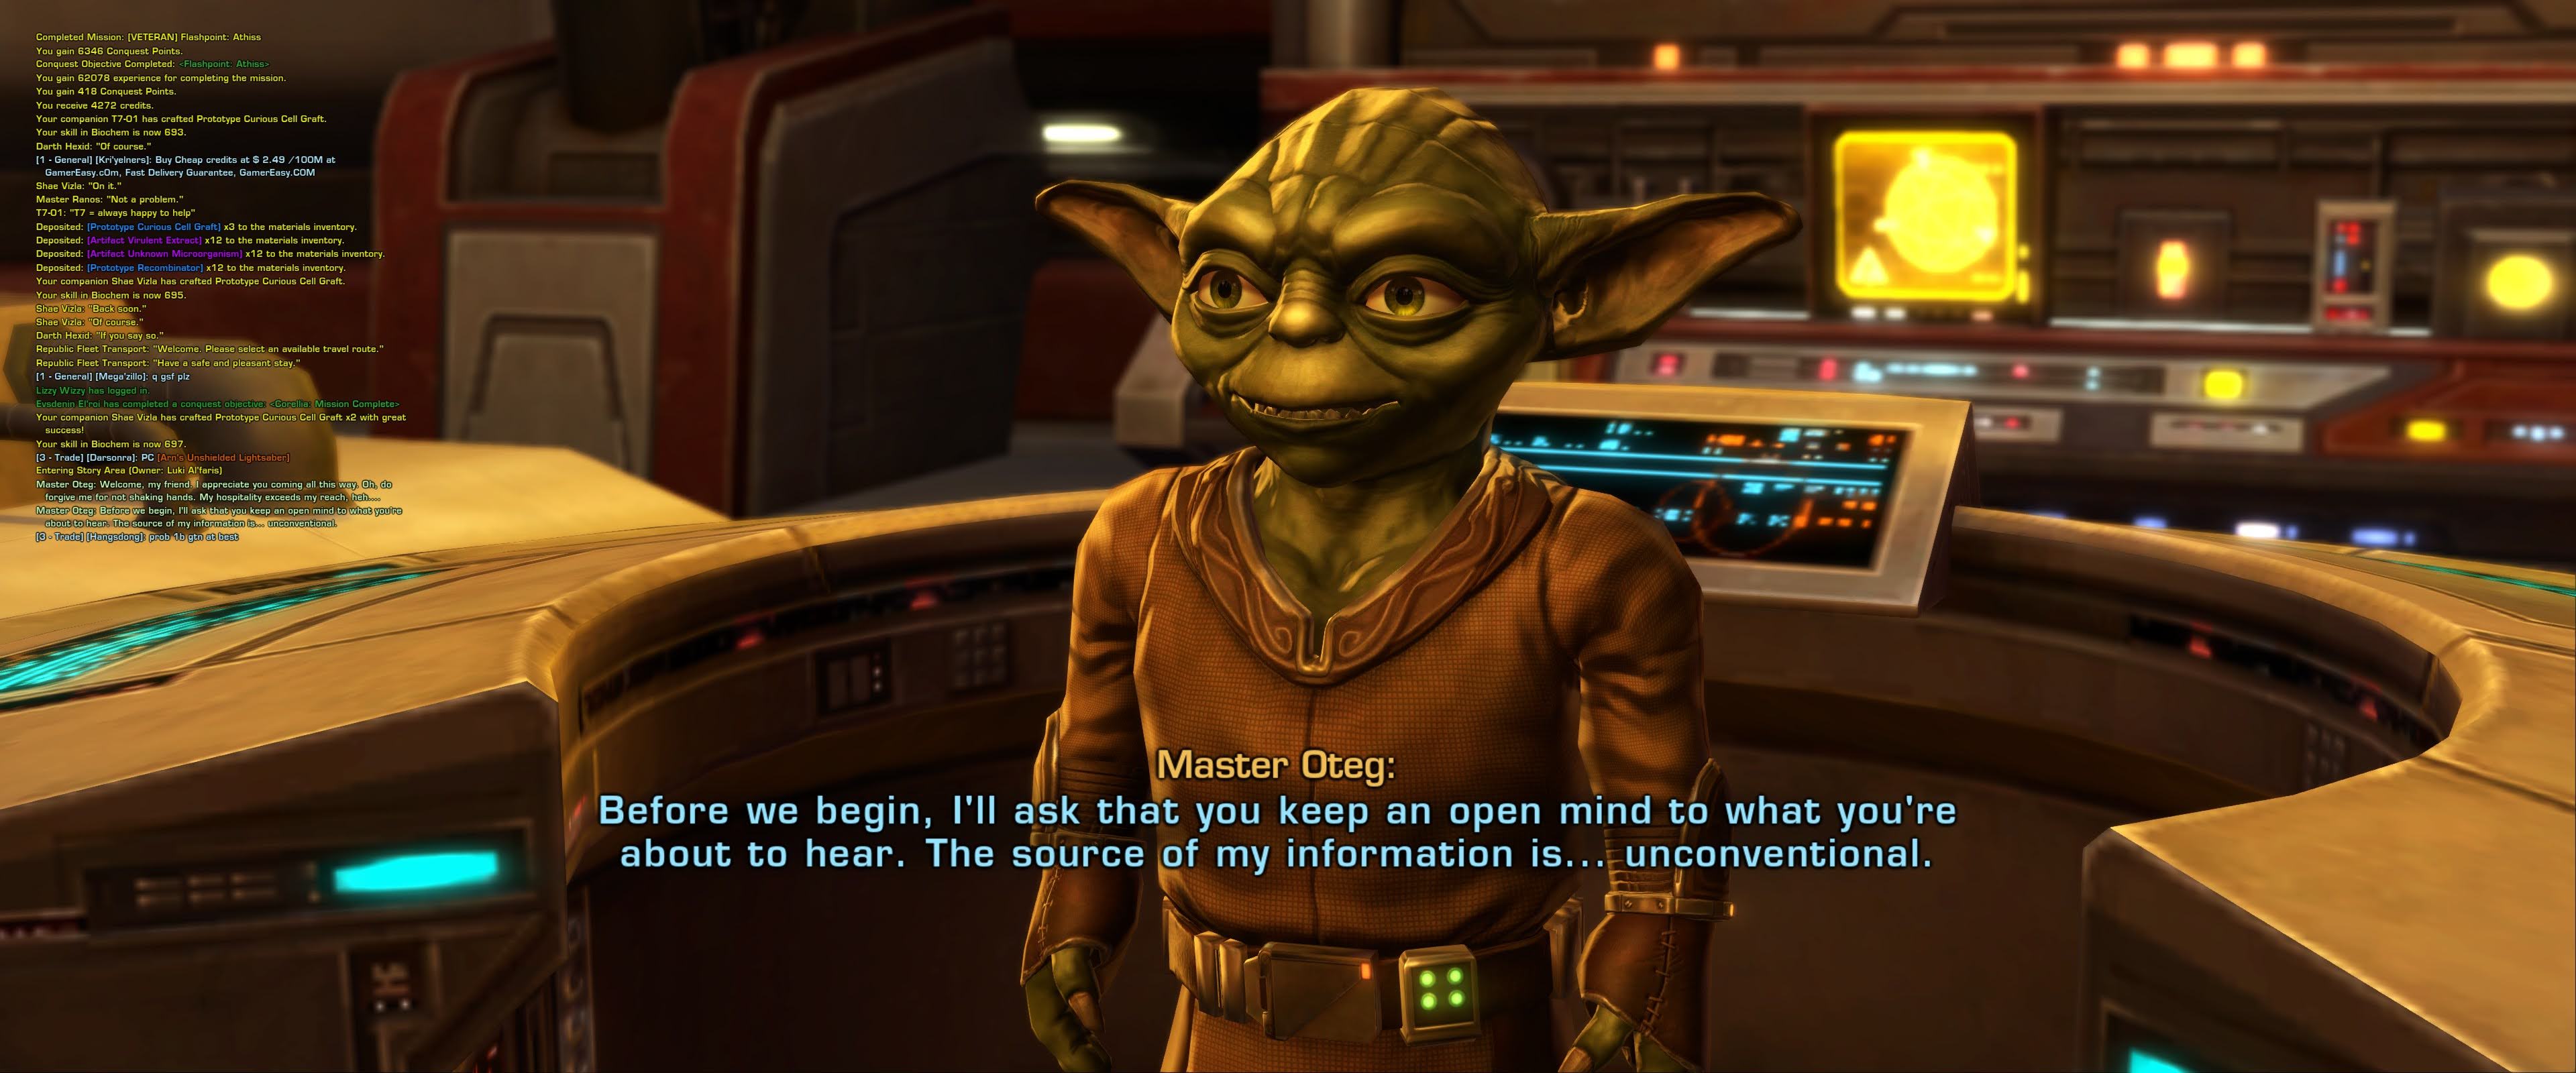 Completed Mission: [VETERAN] Flashpoint: Athiss
You gain 6346 Conquest Points.
Conquest Objective Completed: <Flashpoint: Athiss>
You gain 62078 experience for completing the mission.
You gain 418 Conquest Points.
You receive 4272 credits.
Your companion T7-O1 has crafted Prototype Curious Cell Graft.
Your skill in Biochem is now 693.
Darth Hexid: "Of course."
[1 - General] [Kri'yelners]: Buy Cheap credits at $ 2.49 /100M at
GamerEasy.cOm, Fast Delivery Guarantee, GamerEasy.COM
Shae Vizla: "On it."
Master Ranos: "Not a problem."
T7-O1: "T7 = always happy to help"
Deposited: [Prototype Curious Cell Graft] x3 to the materials inventory.
Deposited: [Artifact Virulent Extract] x12 to the materials inventory.
Deposited: [Artifact Unknown Microorganism] x12 to the materials inventory.
Deposited: [Prototype Recombinator] x12 to the materials inventory.
Your companion Shae Vizla has crafted Prototype Curious Cell Graft.
Your skill in Biochem is now 695.
Shae Vizla: "Back soon."
Shae Vizla: "Of course."
Darth Hexid: "If you say so."
Republic Fleet Transport: "Welcome. Please select an available travel route."
Republic Fleet Transport: "Have a safe and pleasant stay."
[1 - General] [Mega'zillo]: q gsf plz
Lizzy Wizzy has logged in.
Evsdenin El'roi has completed a conquest objective: <Corellia: Mission Complete>
Your companion Shae Vizla has crafted Prototype Curious Cell Graft x2 with great
success!
Your skill in Biochem is now 697.
[3 - Trade] [Darsonra]: PC [Arn's Unshielded Lightsaber]
Entering Story Area (Owner: Luki Al'faris)
Master Oteg: Welcome, my friend. I appreciate you coming all this way. Oh, do
forgive me for not shaking hands. My hospitality exceeds my reach, heh....
Master Oteg: Before we begin, I'll ask that you keep an open mind to what you're
about to hear. The source of my information is... unconventional.
[3 - Trade] [Hangsdong]: prob 1b gtn at best
Master Oteg:
Before we begin, I'll ask that you keep an open mind to what you're
about to hear. The source of my information is... unconventional.